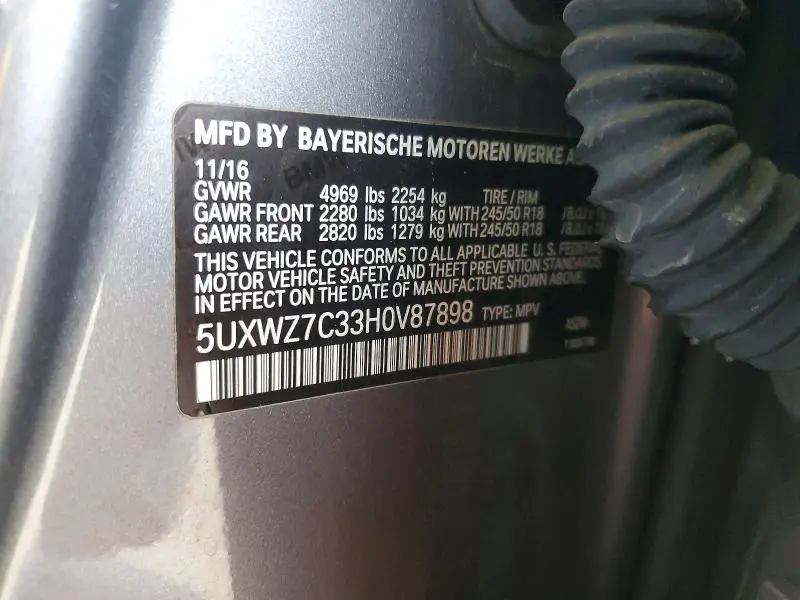 MFD BY BAYERISCHE MOTOREN WERKE
11/16
GVWR 4969 lbs 2254 kg TIRE / RIM
GAWR FRONT 2280 lbs 1034 kg WITH 245/50 R18
GAWR REAR 2820 lbs 1279 kg WITH 245/50 R18
THIS VEHICLE CONFORMS TO ALL APPLICABLE U.S. FEDERAL
MOTOR VEHICLE SAFETY AND THEFT PREVENTION STANDARDS
IN EFFECT ON THE DATE OF MANUFACTURE SHOWN ABOVE.
5UXWZ7C33H0V87898 TYPE: MPV